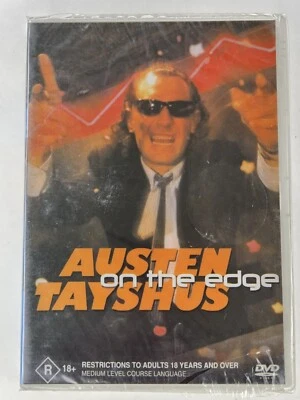 AUSTEN
on the edge
TAYSHUS
R 18+
RESTRICTIONS TO ADULTS 18 YEARS AND OVER
MEDIUM LEVEL COURSE LANGUAGE
DVD